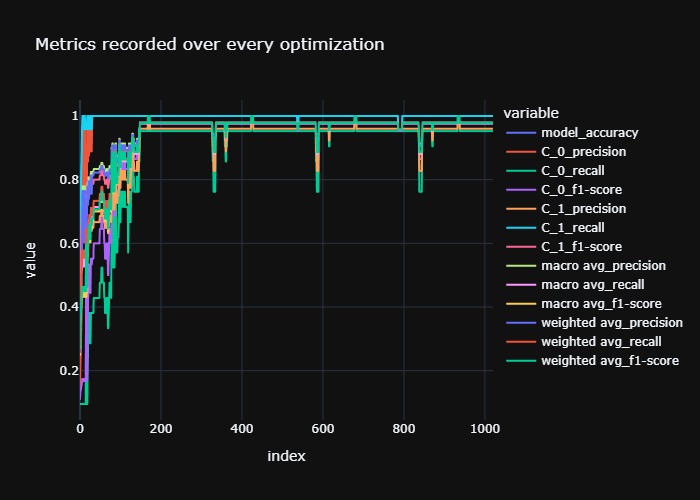 Metrics recorded over every optimization
variable
model_accuracy
C_0_precision
C_0_recall
C_0_f1-score
C_1_precision
C_1_recall
C_1_f1-score
macro avg_precision
macro avg_recall
macro avg_f1-score
weighted avg_precision
weighted avg_recall
weighted avg_f1-score
value
1
0.8
0.6
0.4
0.2
0
200
400
600
800
1000
index